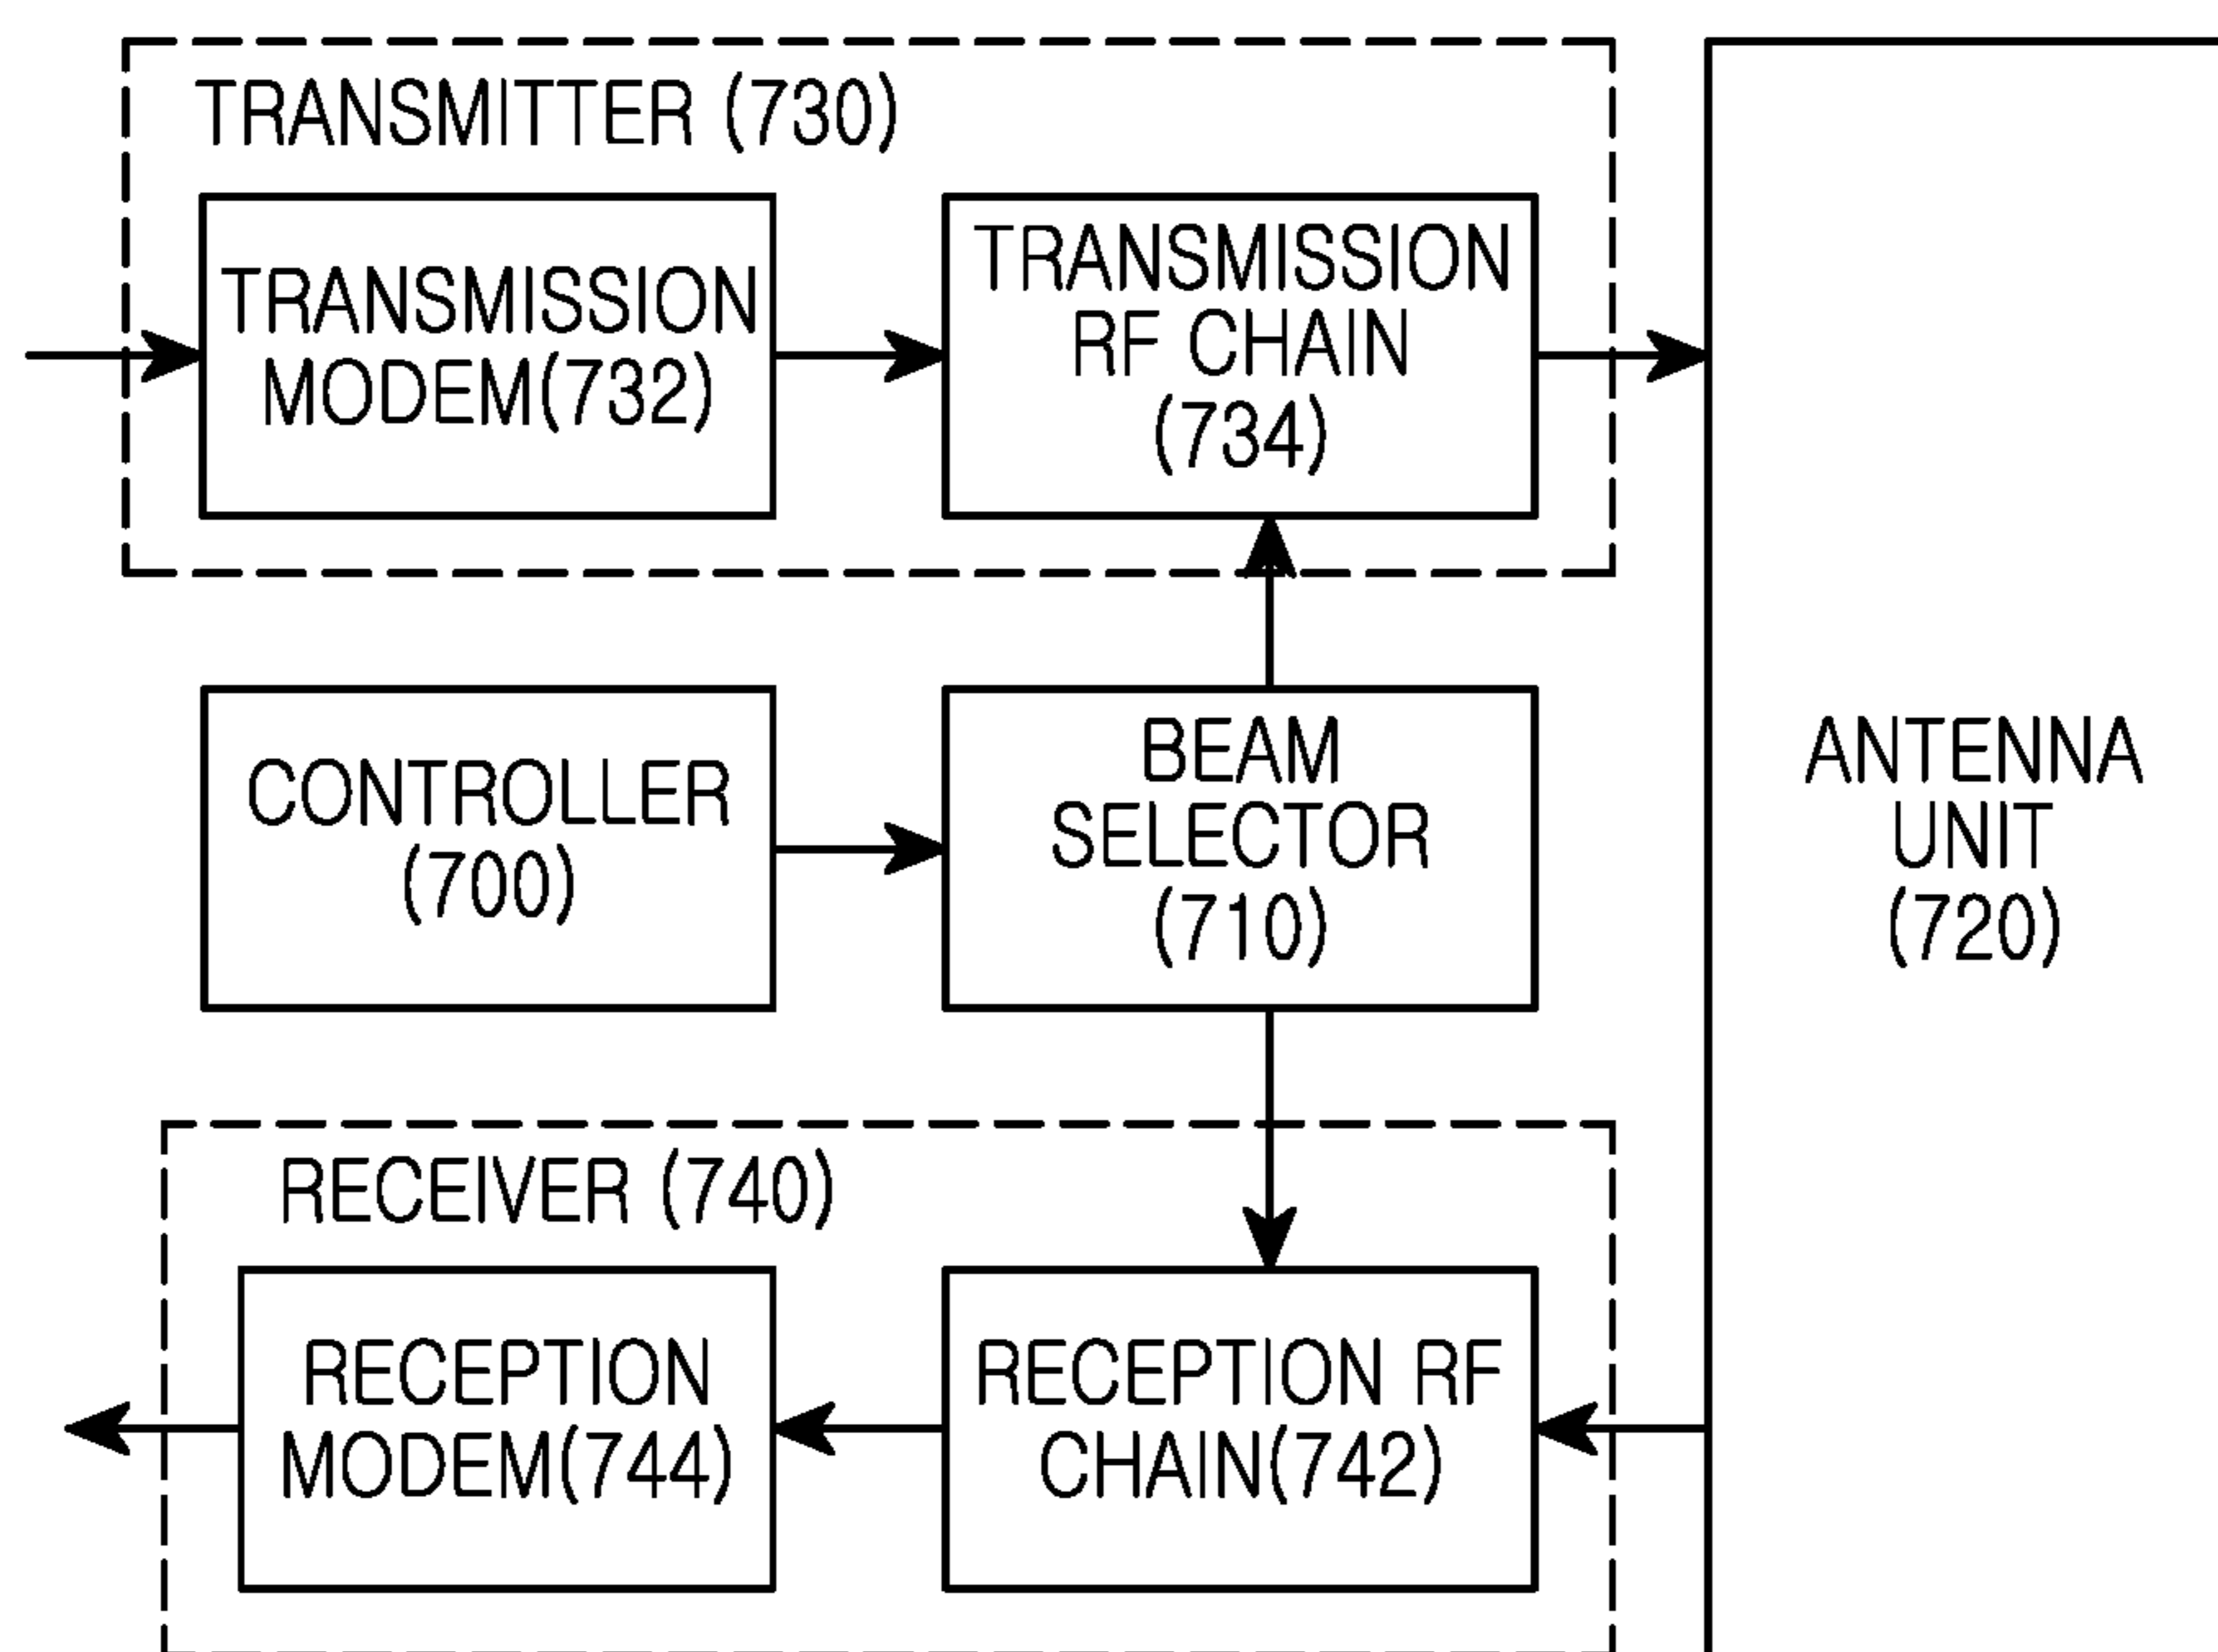 TRANSMITTER (730)
TRANSMISSION
MODEM(732)
TRANSMISSION
RF CHAIN
(734)
CONTROLLER
(700)
BEAM
SELECTOR
(710)
ANTENNA
UNIT
(720)
RECEIVER (740)
RECEPTION
MODEM(744)
RECEPTION RF
CHAIN(742)